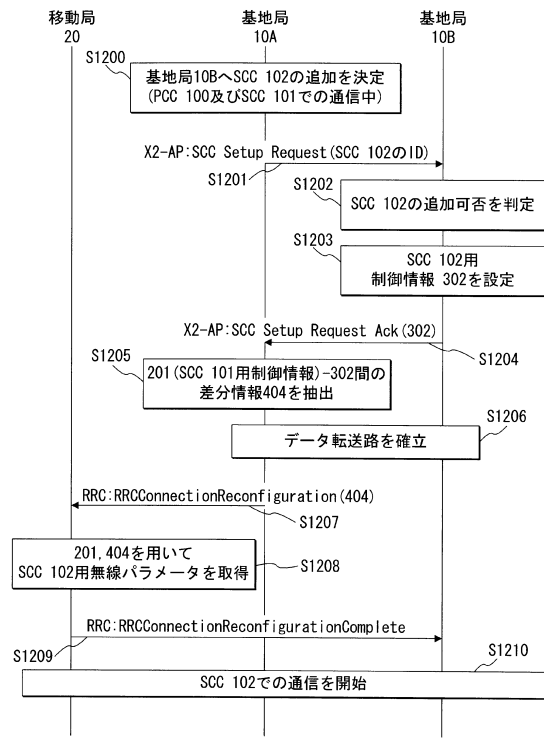 移動局
20
基地局
10A
基地局
10B
S1200
基地局10BへSCC 102の追加を決定
(PCC 100及びSCC 101での通信中)
X2-AP:SCC Setup Request(SCC 102のID)
S1201
S1202
SCC 102の追加可否を判定
S1203
SCC 102用
制御情報 302を設定
X2-AP:SCC Setup Request Ack(302)
S1204
S1205
201(SCC 101用制御情報)-302間の
差分情報404を抽出
S1206
データ転送路を確立
RRC:RRCConnectionReconfiguration(404)
S1207
201,404を用いて
SCC 102用無線パラメータを取得
S1208
RRC:RRCConnectionReconfigurationComplete
S1209
S1210
SCC 102での通信を開始